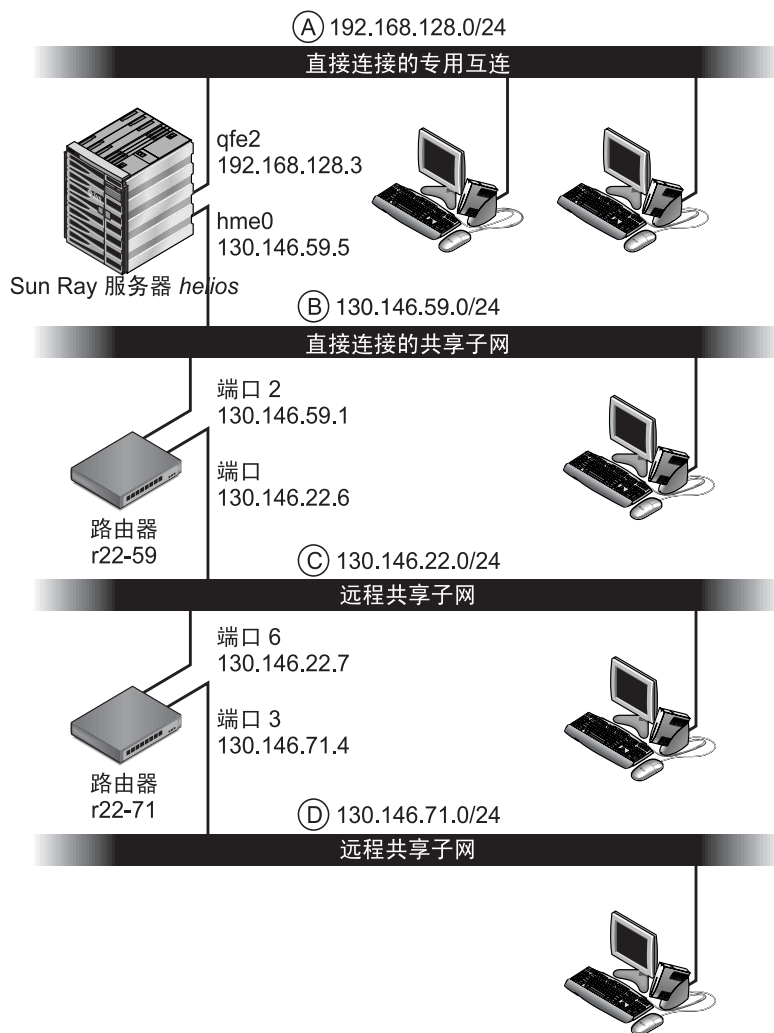 A 192.168.128.0/24
直接连接的专用互连
qfe2
192.168.128.3
hme0
130.146.59.5
Sun Ray 服务器 helios
B 130.146.59.0/24
直接连接的共享子网
端口 2
130.146.59.1
端口
130.146.22.6
路由器
r22-59
C 130.146.22.0/24
远程共享子网
端口 6
130.146.22.7
端口 3
130.146.71.4
路由器
r22-71
D 130.146.71.0/24
远程共享子网